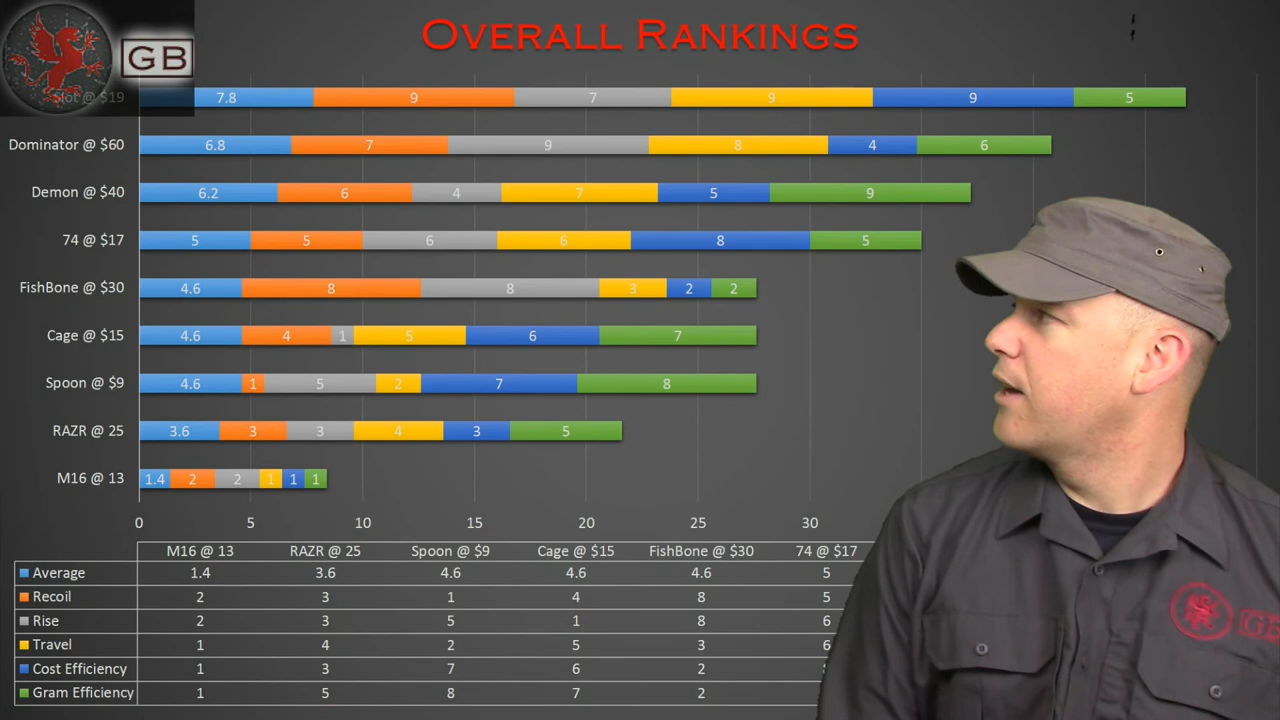 OVERALL RANKINGS
GB
Slot @ $19 7.8 9 7 9 9 5
Dominator @ $60 6.8 7 9 8 4 6
Demon @ $40 6.2 6 4 7 5 9
74 @ $17 5 5 6 6 8 5
FishBone @ $30 4.6 8 8 3 2 2
Cage @ $15 4.6 4 1 5 6 7
Spoon @ $9 4.6 1 5 2 7 8
RAZR @ 25 3.6 3 3 4 3 5
M16 @ 13 1.4 2 2 1 1 1
0 5 10 15 20 25 30
M16 @ 13 RAZR @ 25 Spoon @ $9 Cage @ $15 FishBone @ $30 74 @ $17
Average 1.4 3.6 4.6 4.6 4.6 5
Recoil 2 3 1 4 8 5
Rise 2 3 5 1 8 6
Travel 1 4 2 5 3 6
Cost Efficiency 1 3 7 6 2
Gram Efficiency 1 5 8 7 2
GB